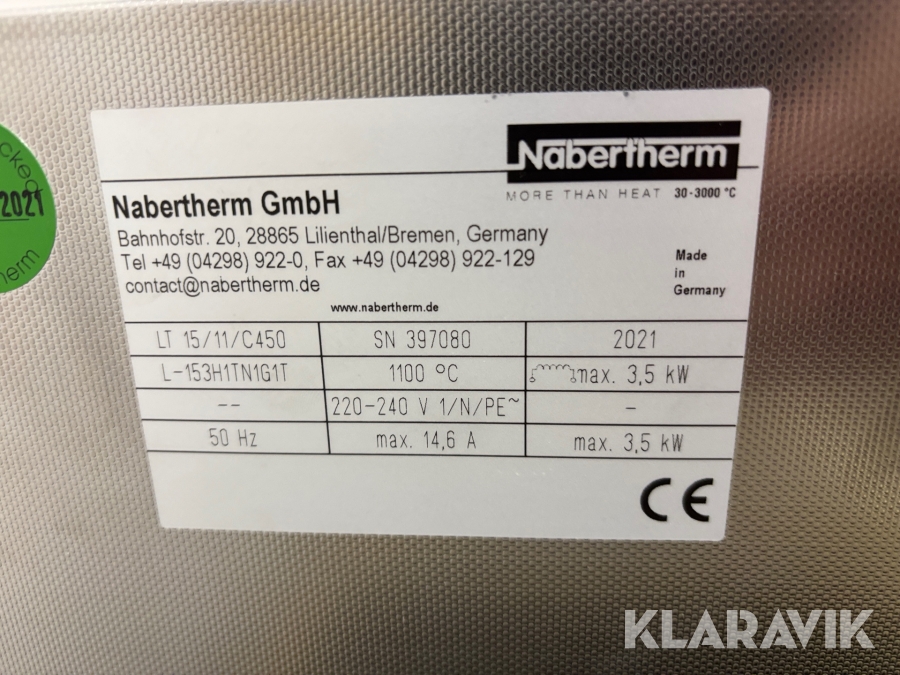 Nabertherm
MORE THAN HEAT 30-3000 °C
Nabertherm GmbH
Bahnhofstr. 20, 28865 Lilienthal/Bremen, Germany
Tel +49 (04298) 922-0, Fax +49 (04298) 922-129
contact@nabertherm.de
www.nabertherm.de
Made
in
Germany
LT 15/11/C450 SN 397080 2021
L-153H1TN1G1T 1100 °C max. 3,5 kW
-- 220-240 V 1/N/PE~ -
50 Hz max. 14,6 A max. 3,5 kW
CE
2021
KLARAVIK